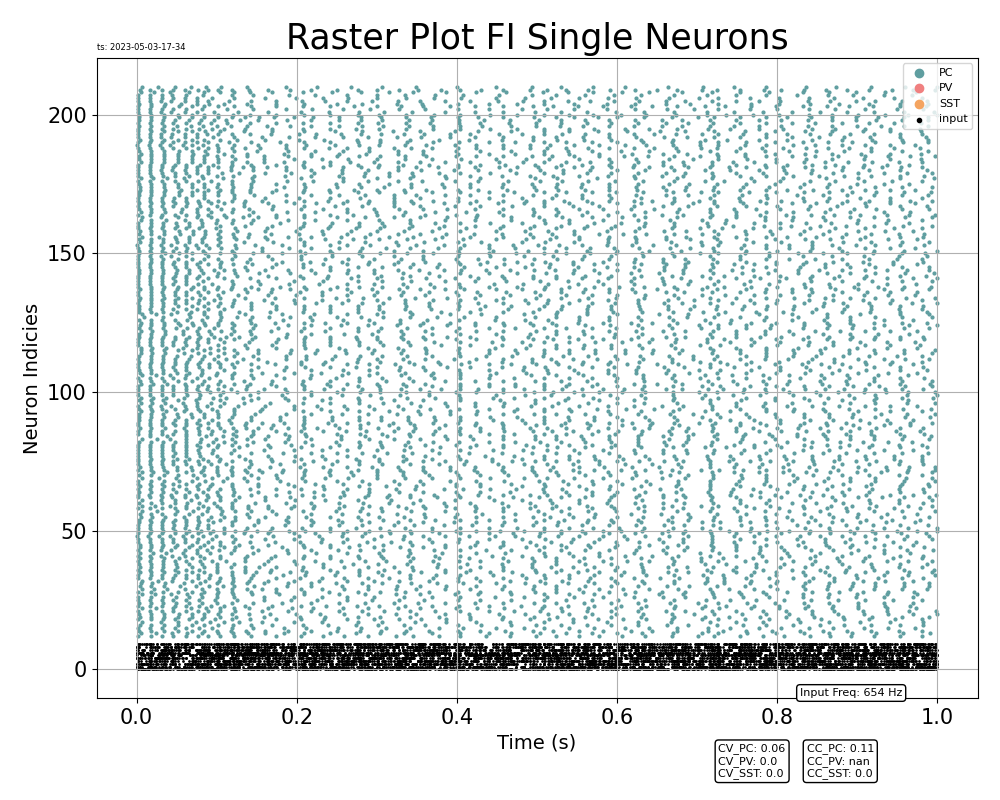 Raster Plot FI Single Neurons
ts: 2023-05-03-17-34
PC
PV
SST
input
200
150
100
50
0
Neuron Indicies
Input Freq: 654 Hz
0.0 0.2 0.4 0.6 0.8 1.0
Time (s)
CV_PC: 0.06
CV_PV: 0.0
CV_SST: 0.0
CC_PC: 0.11
CC_PV: nan
CC_SST: 0.0